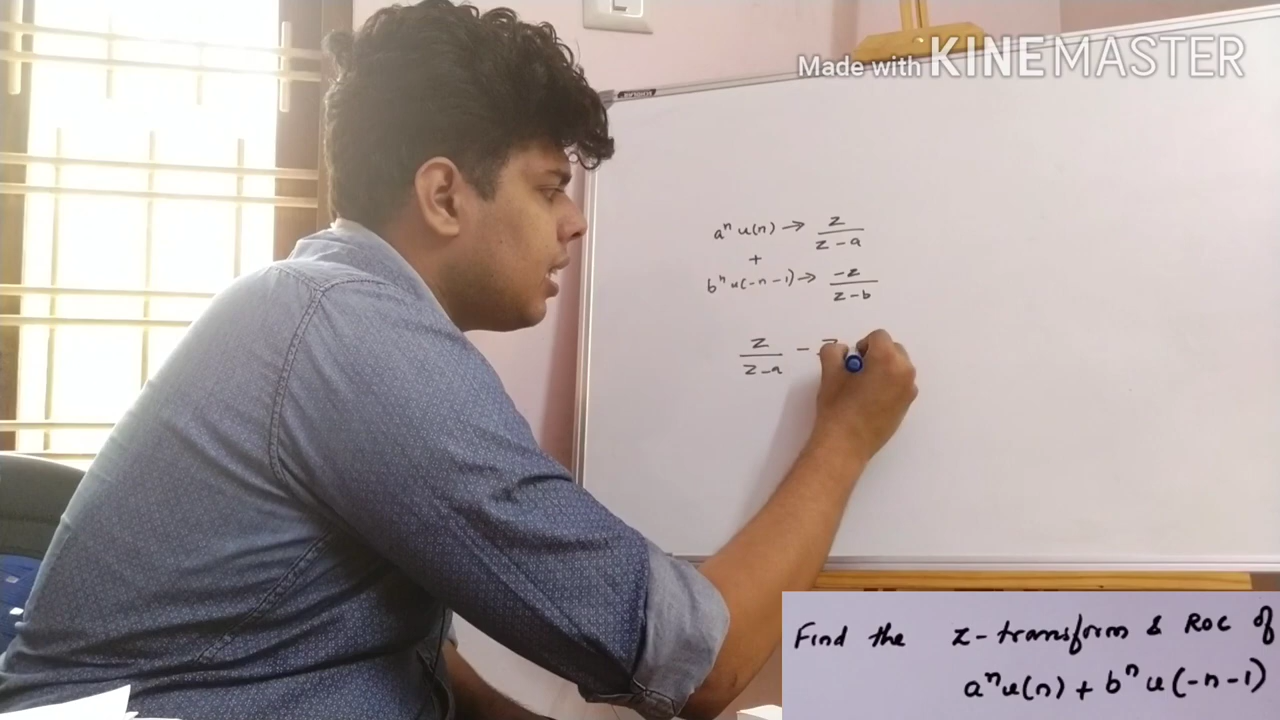 Made with KINEMASTER
aⁿ u(n) → z / z - a
+
bⁿ u(-n-1) → -z / z - b
z / z - a - z
Find the z-transform & ROC of
aⁿu(n) + bⁿ u(-n-1)